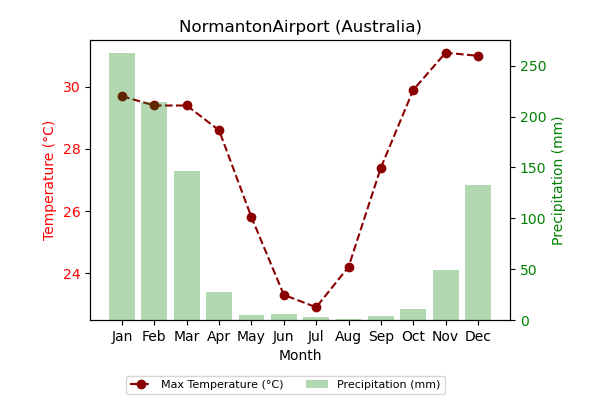 NormantonAirport (Australia)
Temperature (°C)
30
28
26
24
250
200
150
100
50
0
Precipitation (mm)
Jan Feb Mar Apr May Jun Jul Aug Sep Oct Nov Dec
Month
Max Temperature (°C) Precipitation (mm)